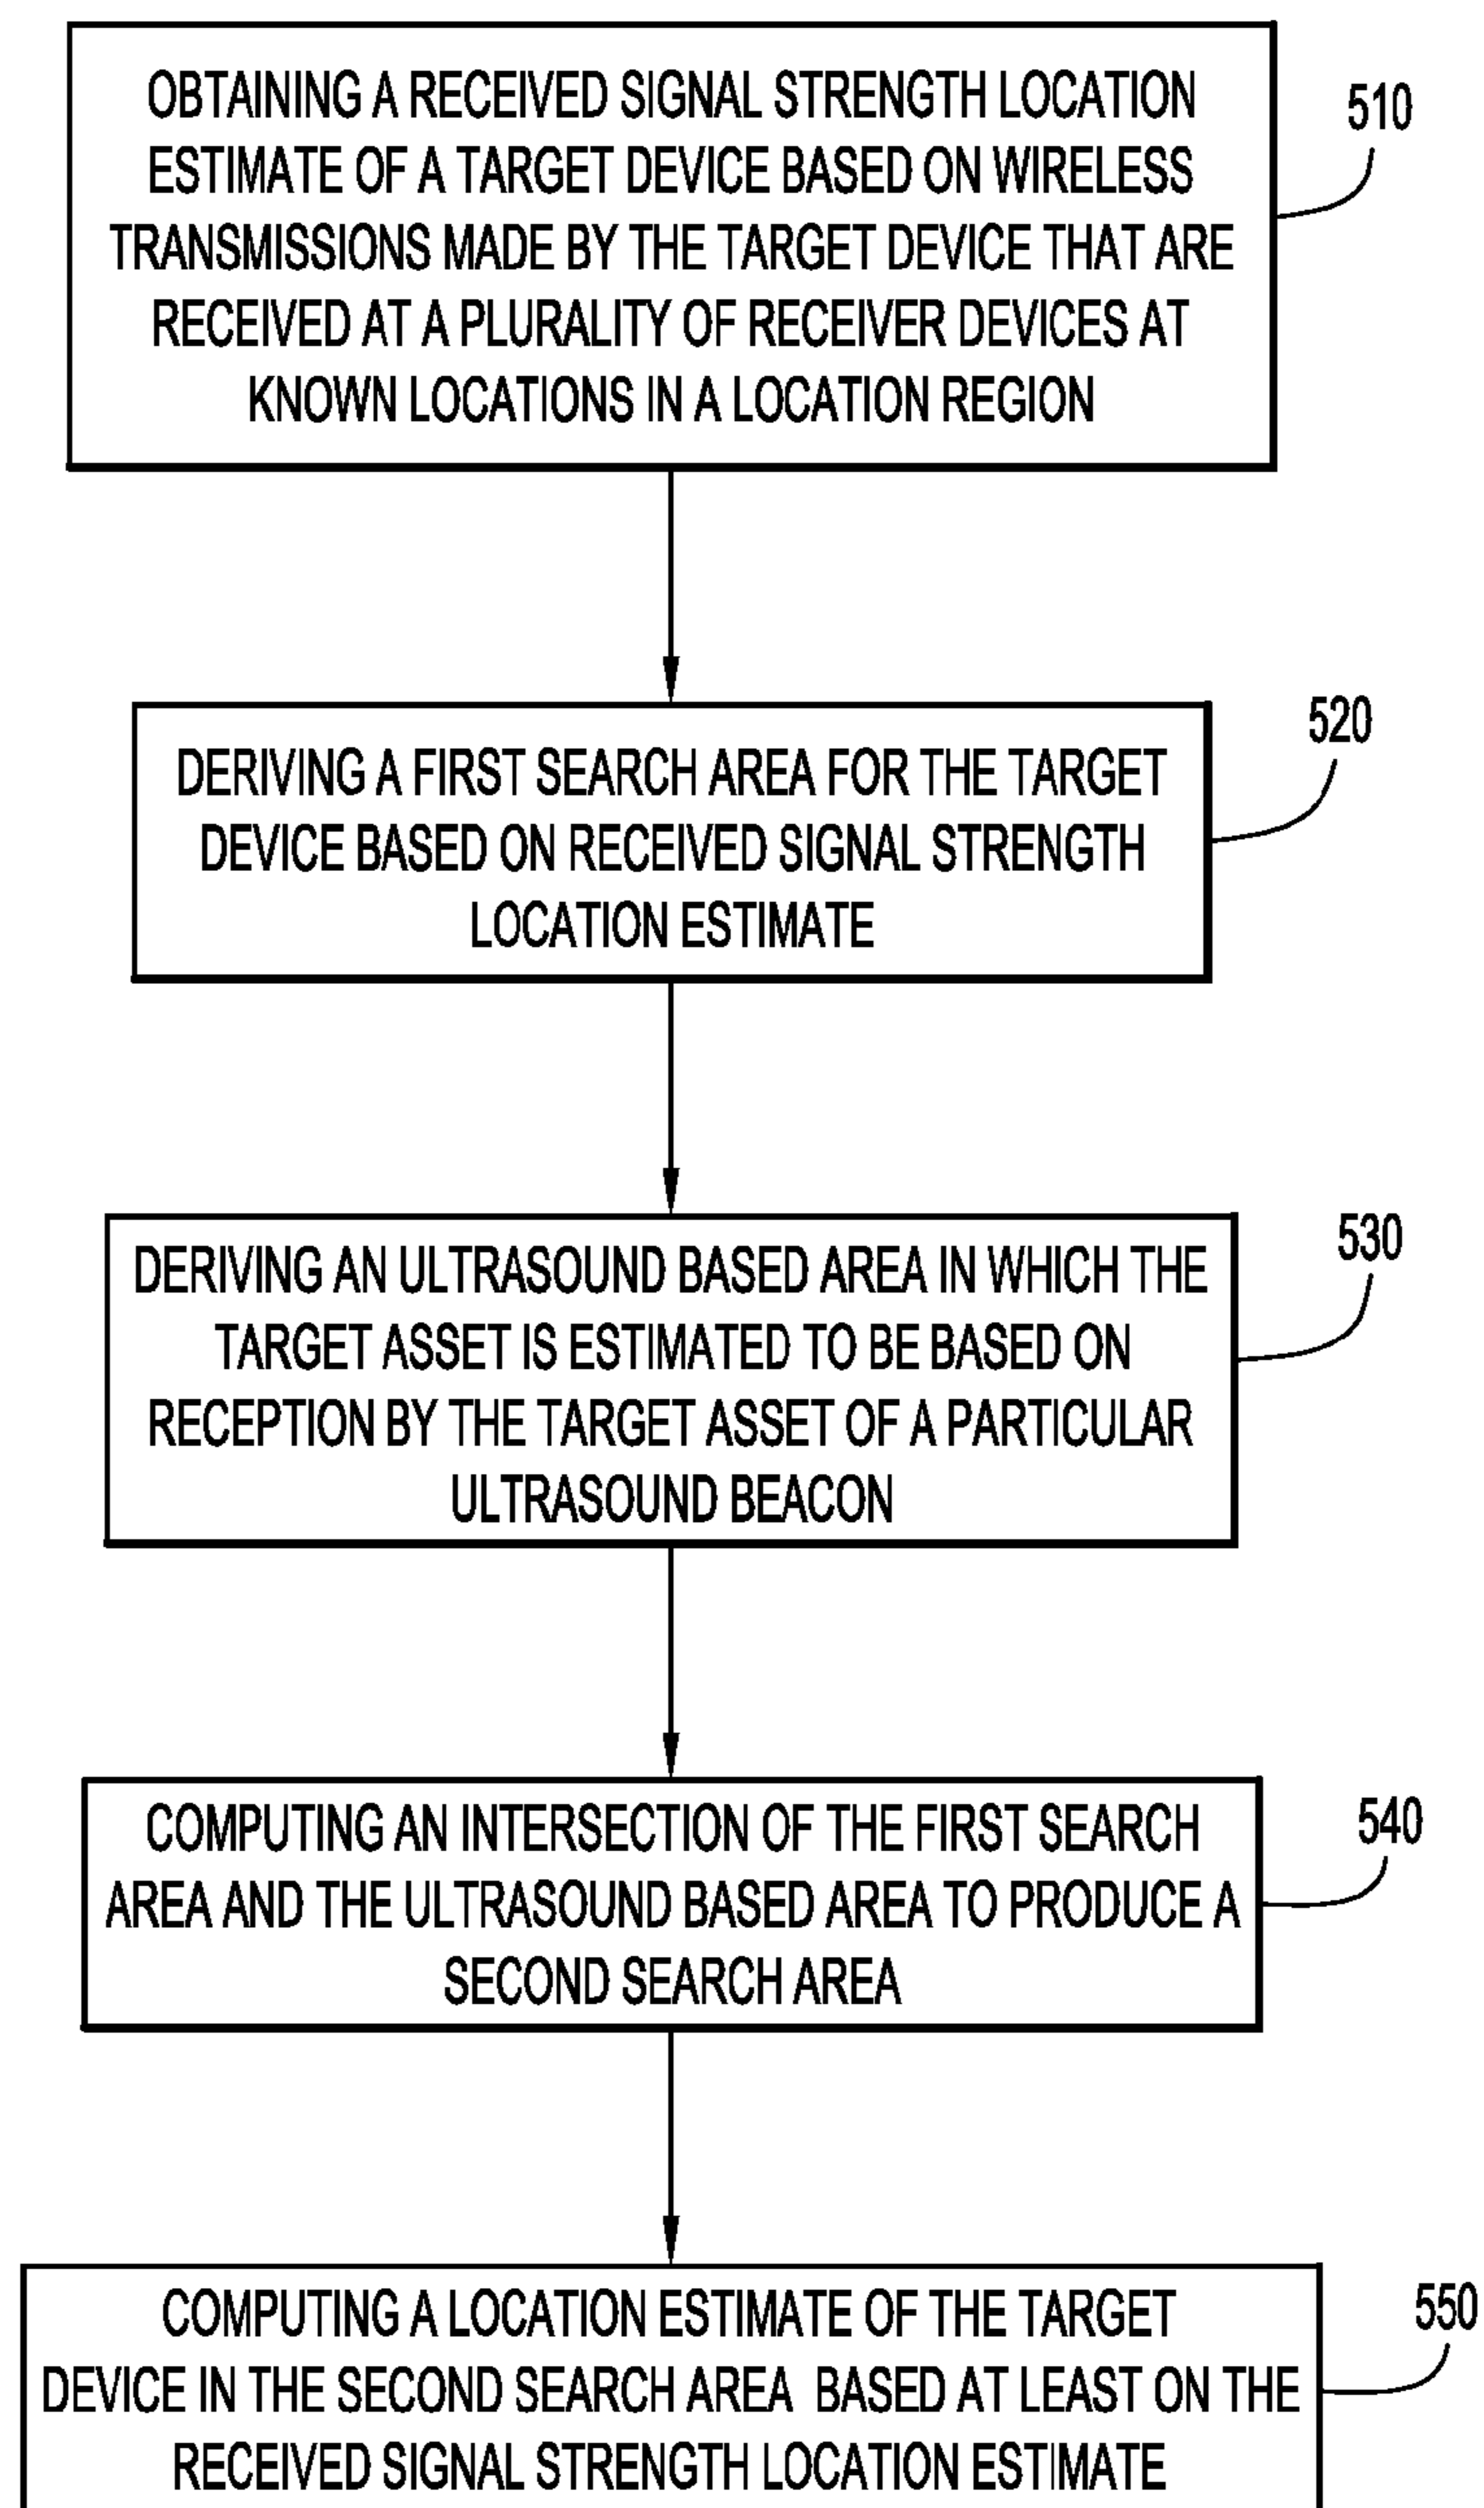 OBTAINING A RECEIVED SIGNAL STRENGTH LOCATION
ESTIMATE OF A TARGET DEVICE BASED ON WIRELESS
TRANSMISSIONS MADE BY THE TARGET DEVICE THAT ARE
RECEIVED AT A PLURALITY OF RECEIVER DEVICES AT
KNOWN LOCATIONS IN A LOCATION REGION
510
DERIVING A FIRST SEARCH AREA FOR THE TARGET
DEVICE BASED ON RECEIVED SIGNAL STRENGTH
LOCATION ESTIMATE
520
DERIVING AN ULTRASOUND BASED AREA IN WHICH THE
TARGET ASSET IS ESTIMATED TO BE BASED ON
RECEPTION BY THE TARGET ASSET OF A PARTICULAR
ULTRASOUND BEACON
530
COMPUTING AN INTERSECTION OF THE FIRST SEARCH
AREA AND THE ULTRASOUND BASED AREA TO PRODUCE A
SECOND SEARCH AREA
540
COMPUTING A LOCATION ESTIMATE OF THE TARGET
DEVICE IN THE SECOND SEARCH AREA BASED AT LEAST ON THE
RECEIVED SIGNAL STRENGTH LOCATION ESTIMATE
550